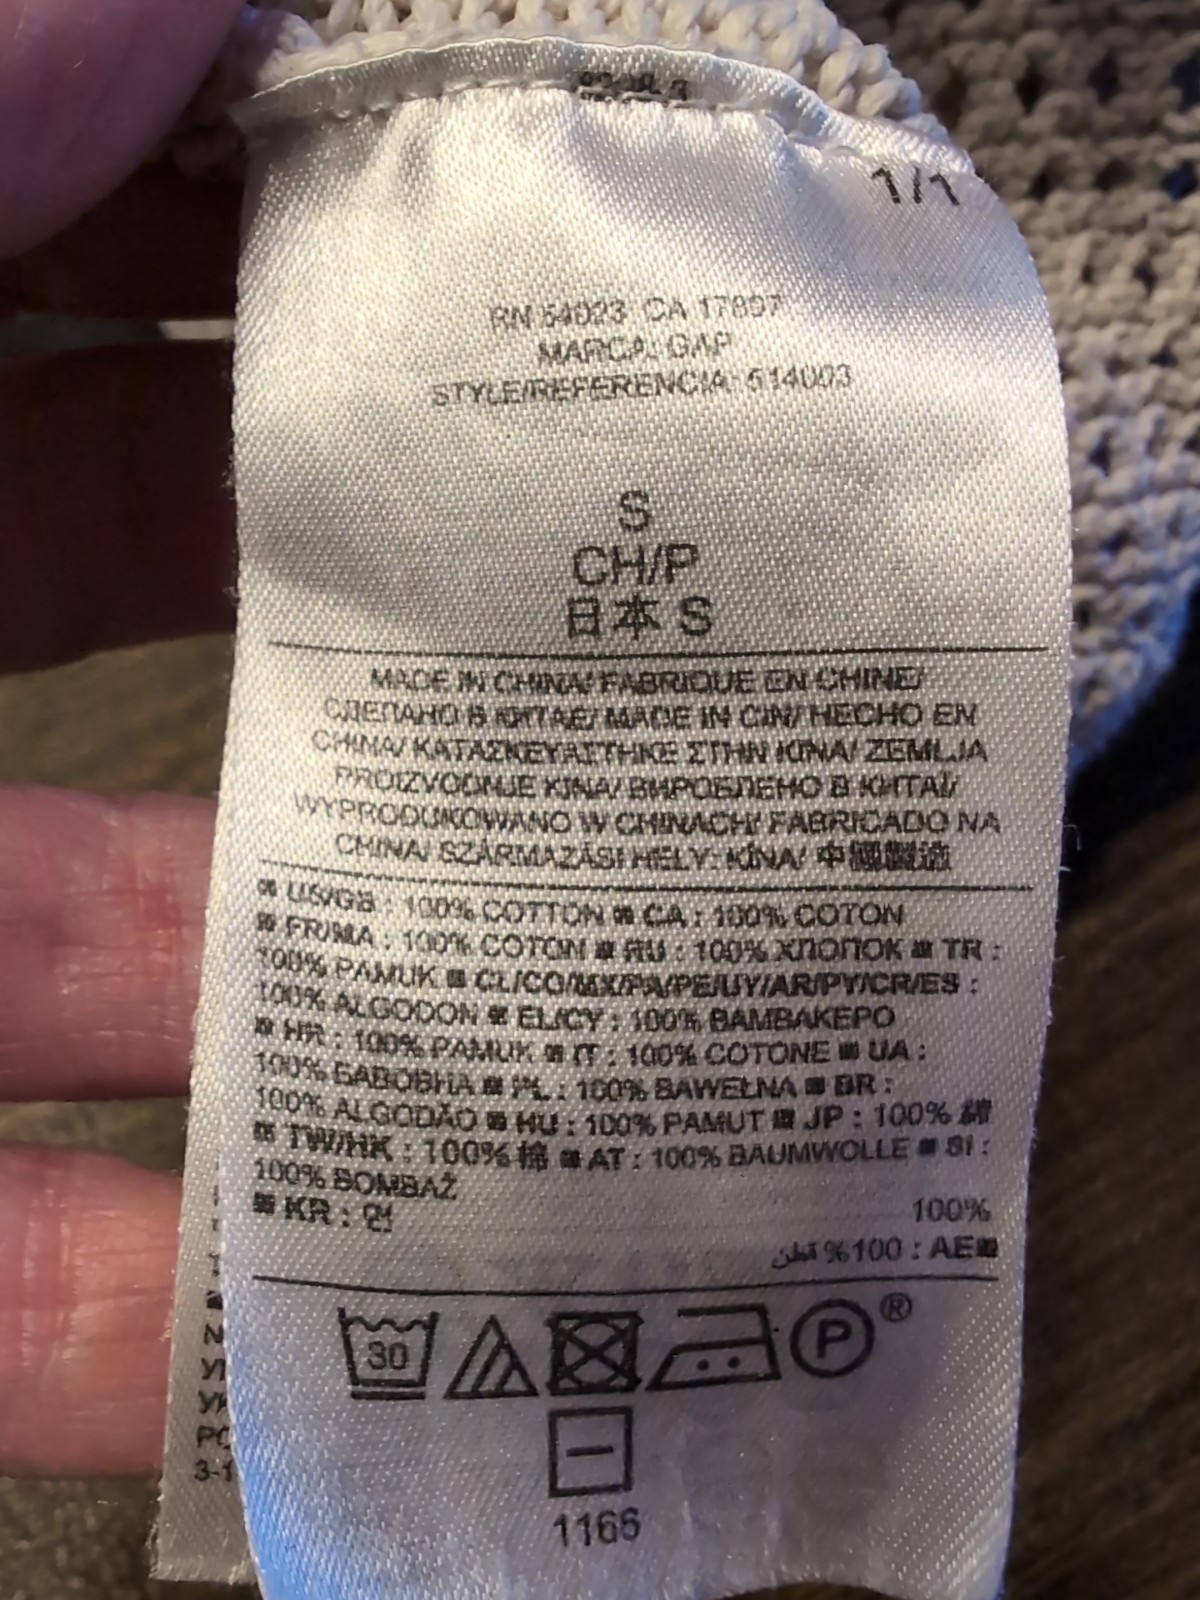 1/1
RN 54023 CA 17897
MARCA: GAP
STYLE/REFERENCIA: 514003
S
CH/P
日本 S
MADE IN CHINA/ FABRIQUE EN CHINE/
СДЕЛАНО В КИТАЕ/ MADE IN CIN/ HECHO EN
CHINA/ ΚΑΤΑΣΚΕΥΑΣΤΗΚΕ ΣΤΗΝ ΚΙΝΑ/ ZEMLJA
PROIZVODNJE KINA/ ВИРОБЛЕНО В КИТАЇ/
WYPRODUKOWANO W CHINACH/ FABRICADO NA
CHINA/ SZÁRMAZÁSI HELY: KÍNA/ 中國製造
US/GB : 100% COTTON ■ CA : 100% COTON
■ FR/MA : 100% COTON ■ RU : 100% ХЛОПОК ■ TR :
100% PAMUK ■ CL/CO/MX/PA/PE/UY/AR/PY/CR/ES :
100% ALGODON ■ EL/CY : 100% ΒΑΜΒΑΚΕΡΟ
■ HR : 100% PAMUK ■ IT : 100% COTONE ■ UA :
100% БАВОВНА ■ PL : 100% BAWEŁNA ■ BR :
100% ALGODÃO ■ HU : 100% PAMUT ■ JP : 100% 綿
■ TW/HK : 100% 棉 ■ AT : 100% BAUMWOLLE ■ SI :
100% BOMBAŽ
■ KR : 면 100%
■AE : 100% قطن
30 P ®
1166
3-1